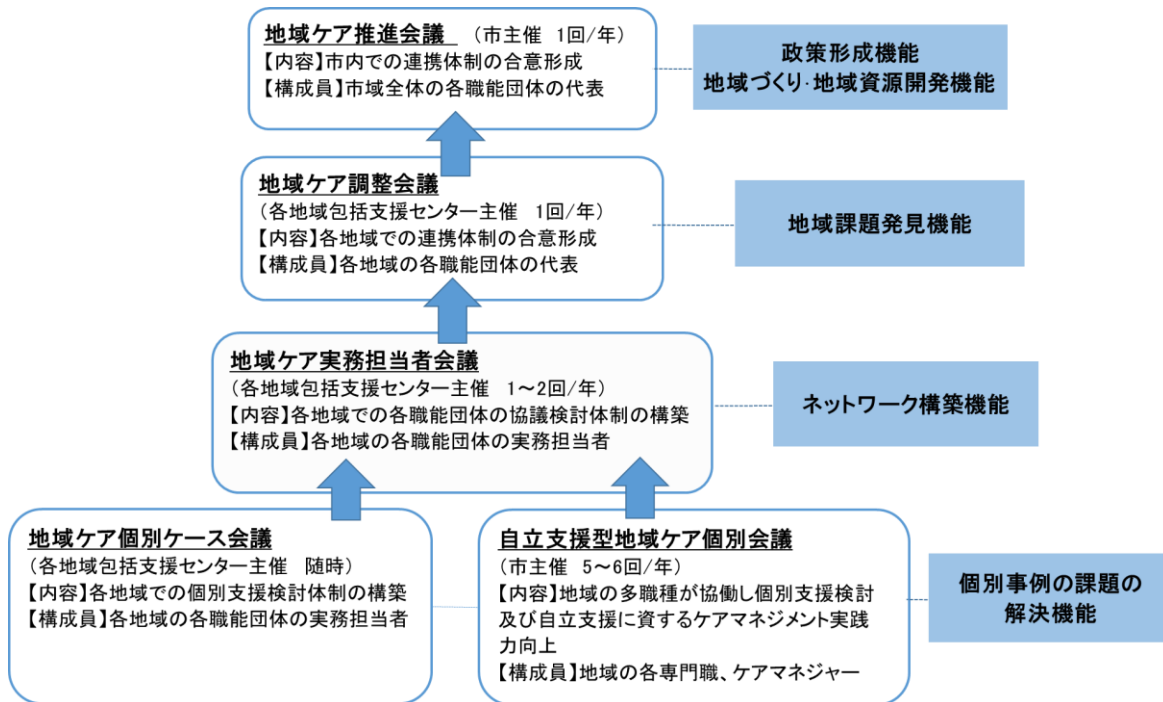 地域ケア推進会議 （市主催 1回/年）
【内容】市内での連携体制の合意形成
【構成員】市域全体の各職能団体の代表
政策形成機能
地域づくり・地域資源開発機能
地域ケア調整会議
（各地域包括支援センター主催 1回/年）
【内容】各地域での連携体制の合意形成
【構成員】各地域の各職能団体の代表
地域課題発見機能
地域ケア実務担当者会議
（各地域包括支援センター主催 1～2回/年）
【内容】各地域での各職能団体の協議検討体制の構築
【構成員】各地域の各職能団体の実務担当者
ネットワーク構築機能
地域ケア個別ケース会議
（各地域包括支援センター主催 随時）
【内容】各地域での個別支援検討体制の構築
【構成員】各地域の各職能団体の実務担当者
自立支援型地域ケア個別会議
（市主催 5～6回/年）
【内容】地域の多職種が協働し個別支援検討
及び自立支援に資するケアマネジメント実践
力向上
【構成員】地域の各専門職、ケアマネジャー
個別事例の課題の
解決機能